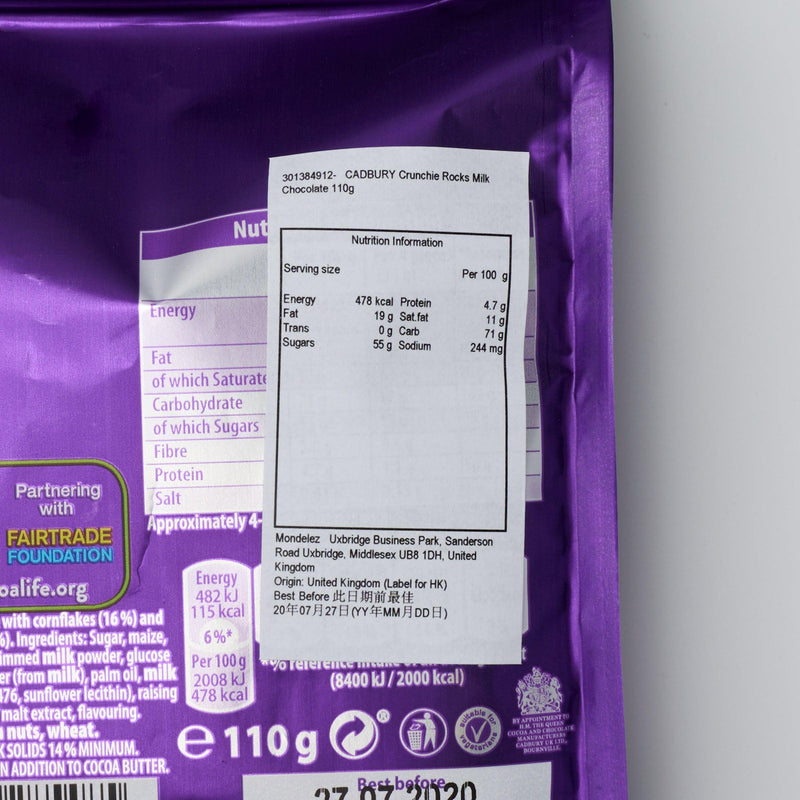 301384912- CADBURY Crunchie Rocks Milk
Chocolate 110g
Nutrition Information
Serving size Per 100 g
Energy 478 kcal Protein 4.7 g
Fat 19 g Sat.fat 11 g
Trans 0 g Carb 71 g
Sugars 55 g Sodium 244 mg
Mondelez Uxbridge Business Park, Sanderson
Road Uxbridge, Middlesex UB8 1DH, United
Kingdom
Origin: United Kingdom (Label for HK)
Best Before 此日期前最佳
20年07月27日(YY年MM月DD日)
Energy
Fat
of which Saturate
Carbohydrate
of which Sugars
Fibre
Protein
Salt
Approximately 4-
Partnering
with
FAIRTRADE
FOUNDATION
oalife.org
with cornflakes (16%) and
Ingredients: Sugar, maize,
milk powder, glucose
(from milk), palm oil, milk
476, sunflower lecithin), raising
malt extract, flavouring.
nuts, wheat.
SOLIDS 14% MINIMUM.
IN ADDITION TO COCOA BUTTER.
Energy
482 kJ
115 kcal
6%*
Per 100g
2008 kJ
478 kcal
(8400 kJ / 2000 kcal)
e 110g
suitable for
vegetarians
BY APPOINTMENT TO
H.M. THE QUEEN
COCOA AND CHOCOLATE
MANUFACTURERS
CADBURY UK LTD.,
BOURNVILLE.
Best before
27 07 2020